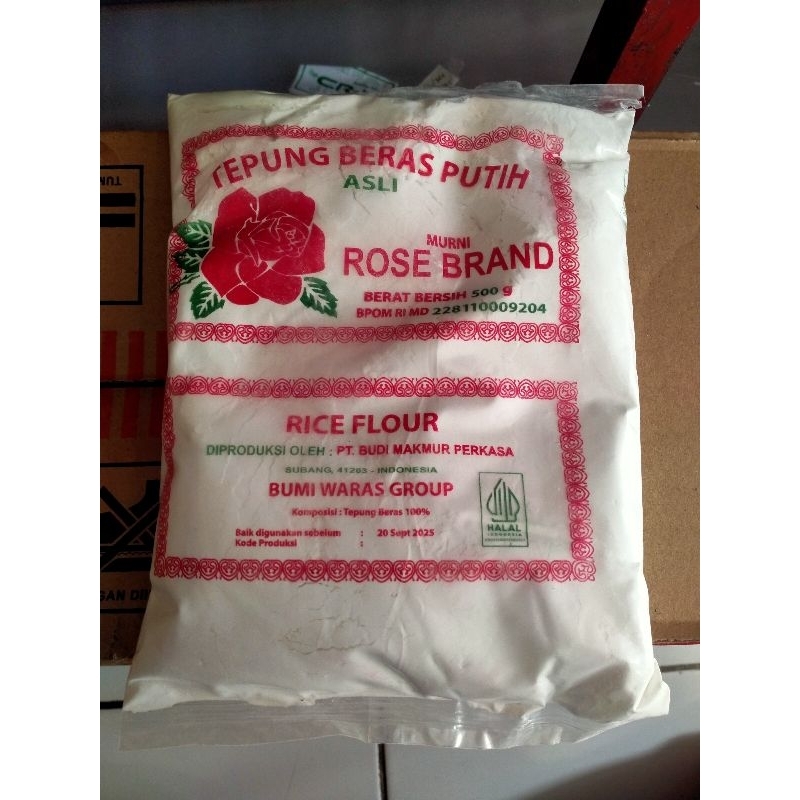 TEPUNG BERAS PUTIH
ASLI
MURNI
ROSE BRAND
BERAT BERSIH 500 g
BPOM RI MD 228110009204
RICE FLOUR
DIPRODUKSI OLEH : PT. BUDI MAKMUR PERKASA
SUBANG, 41265 - INDONESIA
BUMI WARAS GROUP
Komposisi : Tepung Beras 100%
Baik digunakan sebelum : 20 Sept 2025
Kode Produksi :
HALAL
INDONESIA